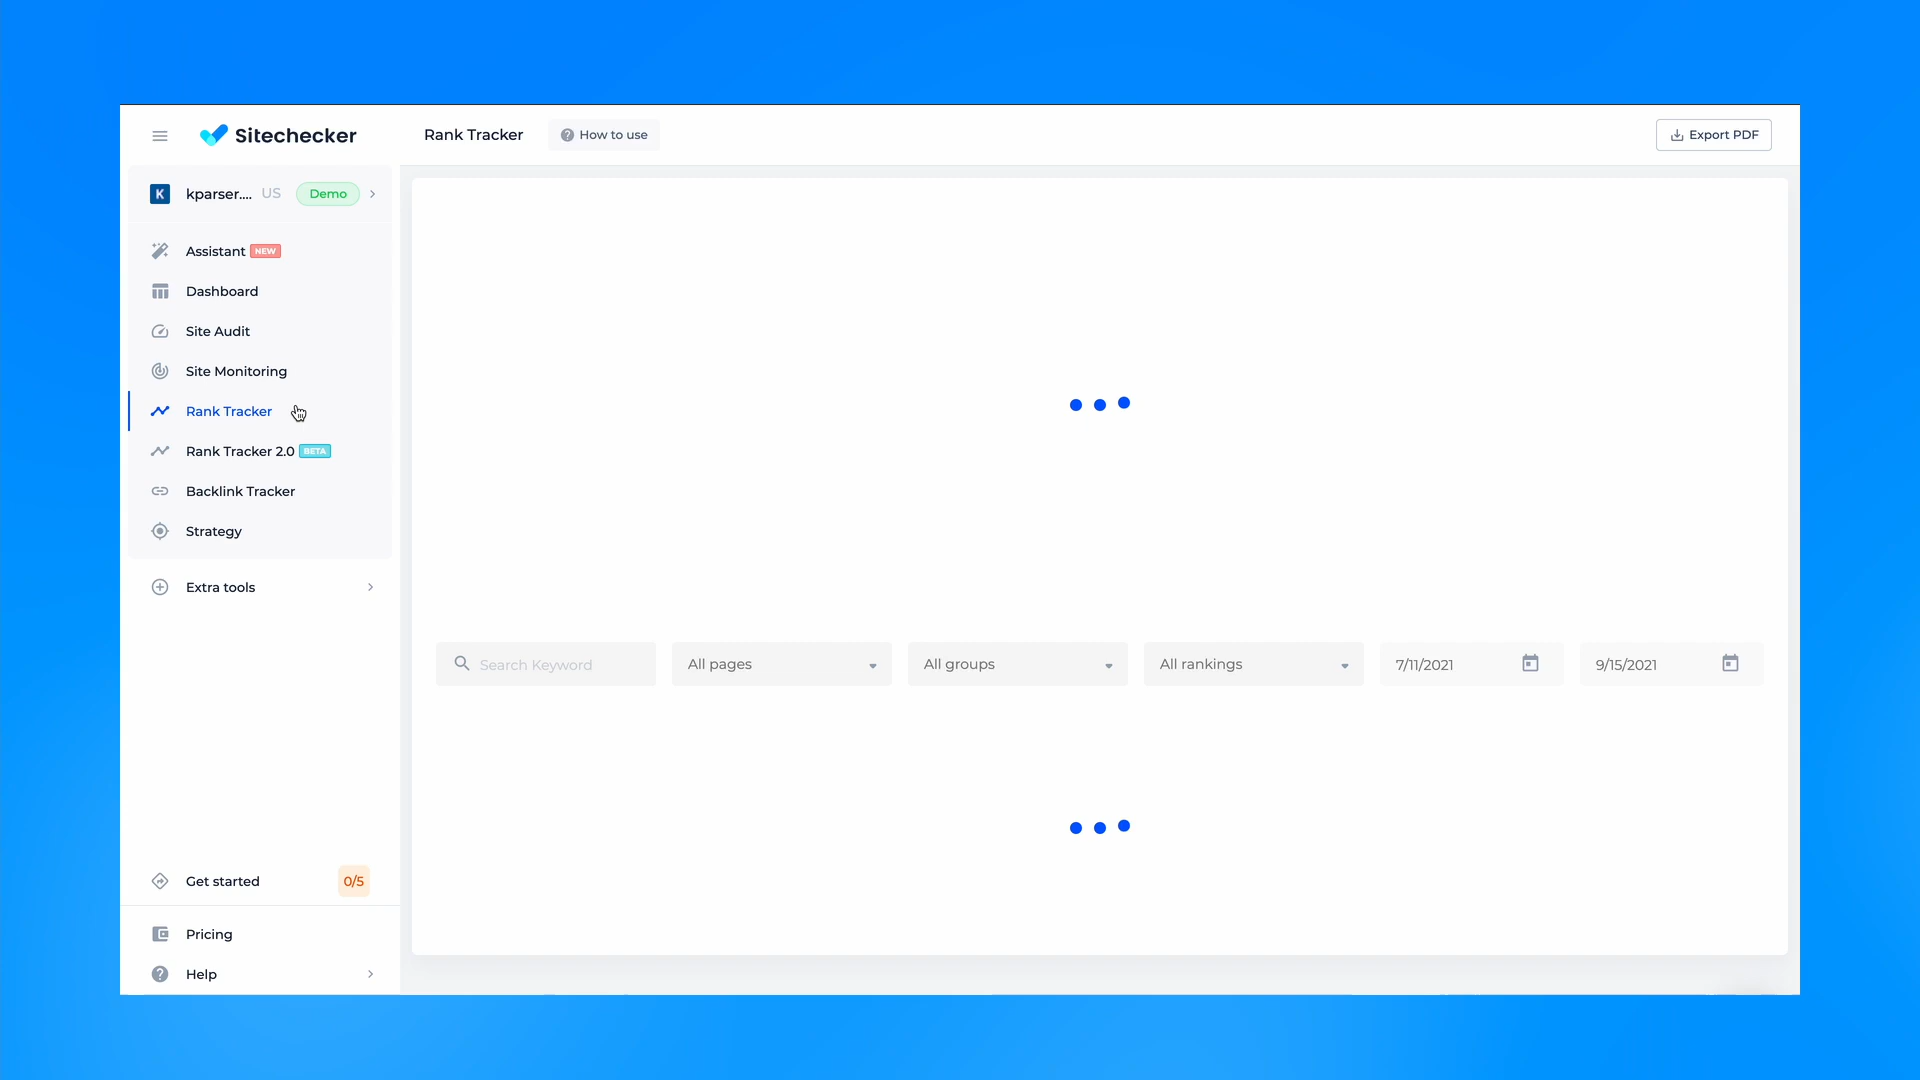 Sitechecker
Rank Tracker
How to use
Export PDF
K
kparser.... US Demo
Assistant NEW
Dashboard
Site Audit
Site Monitoring
Rank Tracker
Rank Tracker 2.0 BETA
Backlink Tracker
Strategy
Extra tools
Search Keyword
All pages
All groups
All rankings
7/11/2021
9/15/2021
Get started 0/5
Pricing
Help